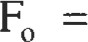 Fₒ =